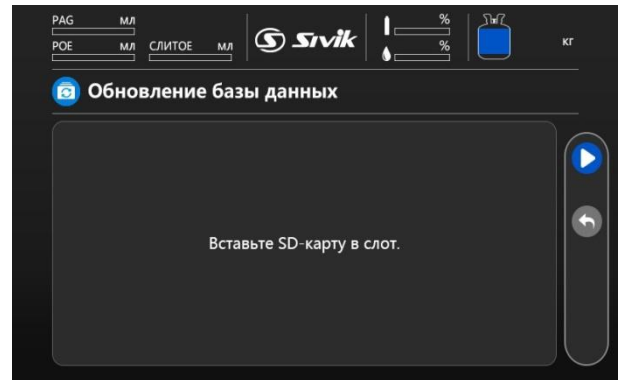 PAG мл
POE мл СЛИТОЕ мл
Sivik
%
%
кг
Обновление базы данных
Вставьте SD-карту в слот.